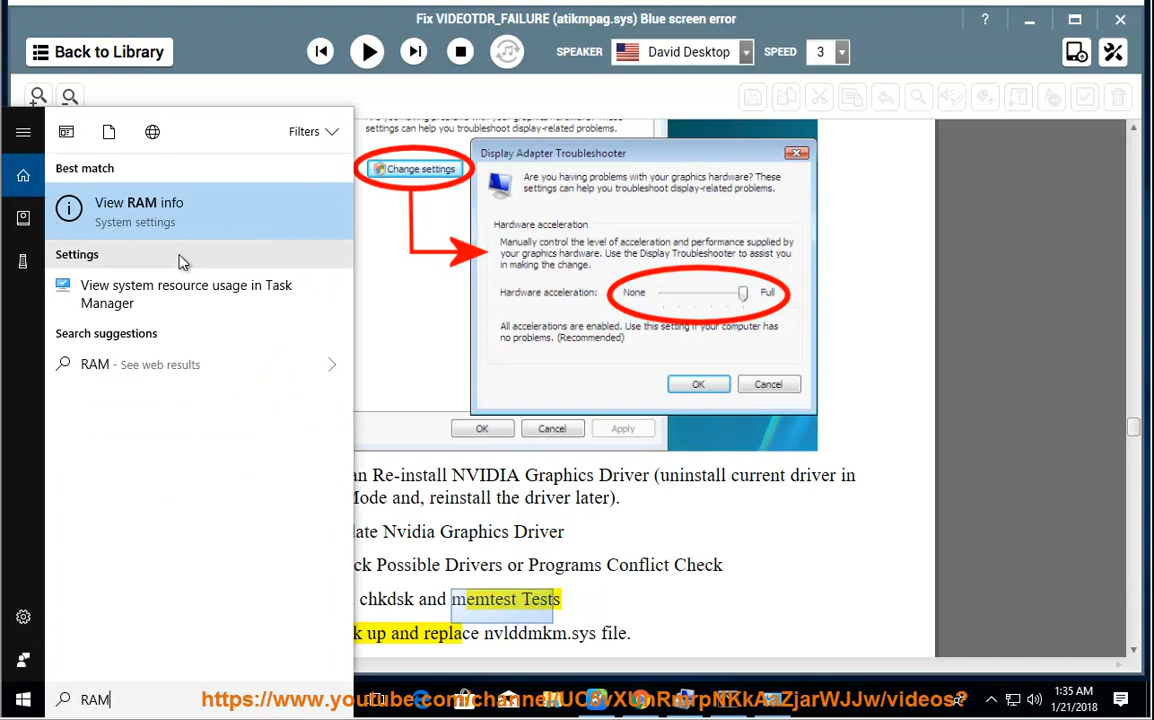 Fix VIDEOTDR_FAILURE (atikmpag.sys) Blue screen error
?
Back to Library
SPEAKER
David Desktop
SPEED
3
Filters
Best match
View RAM info
System settings
Settings
View system resource usage in Task
Manager
Search suggestions
RAM - See web results
RAM
settings can help you troubleshoot display-related problems.
Change settings
Display Adapter Troubleshooter
Are you having problems with your graphics hardware? These
settings can help you troubleshoot display-related problems.
Hardware acceleration
Manually control the level of acceleration and performance supplied by
your graphics hardware. Use the Display Troubleshooter to assist you
in making the change.
Hardware acceleration:
None
Full
All accelerations are enabled. Use this setting if your computer has
no problems. (Recommended)
OK
Cancel
OK
Cancel
Apply
an Re-install NVIDIA Graphics Driver (uninstall current driver in
Mode and, reinstall the driver later).
late Nvidia Graphics Driver
ck Possible Drivers or Programs Conflict Check
chkdsk and memtest Tests
k up and replace nvlddmkm.sys file.
1:35 AM
1/21/2018